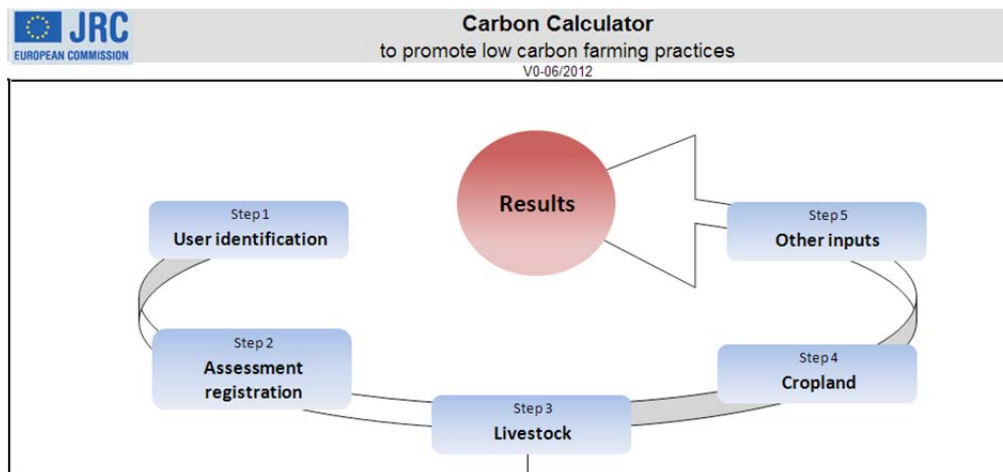 JRC
EUROPEAN COMMISSION
Carbon Calculator
to promote low carbon farming practices
V0-06/2012
Results
Step 1
User identification
Step 5
Other inputs
Step 2
Assessment
registration
Step 4
Cropland
Step 3
Livestock